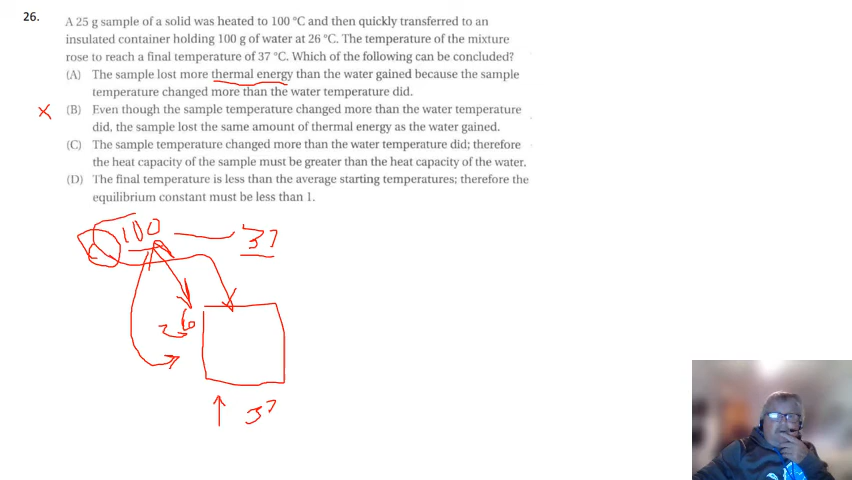 26.
A 25 g sample of a solid was heated to 100 °C and then quickly transferred to an
insulated container holding 100 g of water at 26 °C. The temperature of the mixture
rose to reach a final temperature of 37 °C. Which of the following can be concluded?
(A) The sample lost more thermal energy than the water gained because the sample
temperature changed more than the water temperature did.
X (B) Even though the sample temperature changed more than the water temperature
did, the sample lost the same amount of thermal energy as the water gained.
(C) The sample temperature changed more than the water temperature did; therefore
the heat capacity of the sample must be greater than the heat capacity of the water.
(D) The final temperature is less than the average starting temperatures; therefore the
equilibrium constant must be less than 1.
100 37
26
37